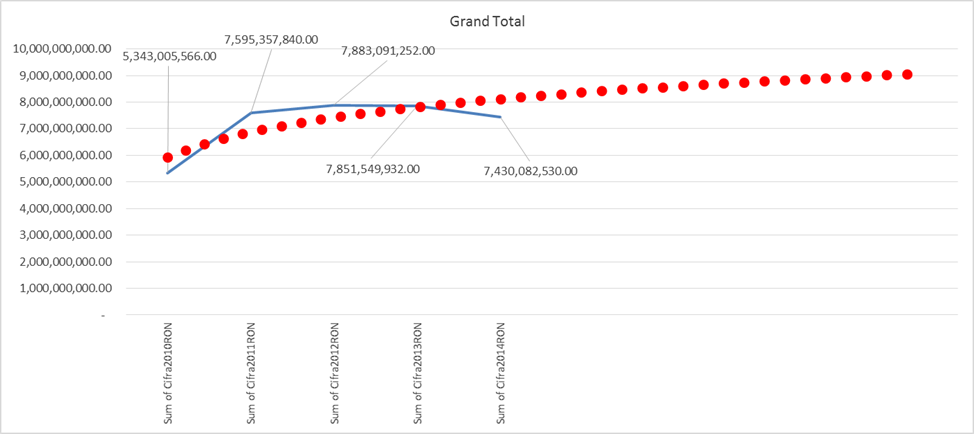 Grand Total
10,000,000,000.00
9,000,000,000.00
8,000,000,000.00
7,000,000,000.00
6,000,000,000.00
5,000,000,000.00
4,000,000,000.00
3,000,000,000.00
2,000,000,000.00
1,000,000,000.00
-
5,343,005,566.00
7,595,357,840.00
7,883,091,252.00
7,851,549,932.00
7,430,082,530.00
Sum of Cifra2010RON
Sum of Cifra2011RON
Sum of Cifra2012RON
Sum of Cifra2013RON
Sum of Cifra2014RON